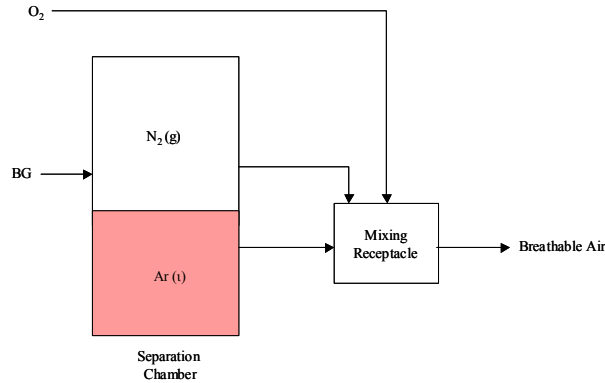 O₂
N₂ (g)
BG
Mixing
Receptacle
Breathable Air
Ar (ι)
Separation
Chamber